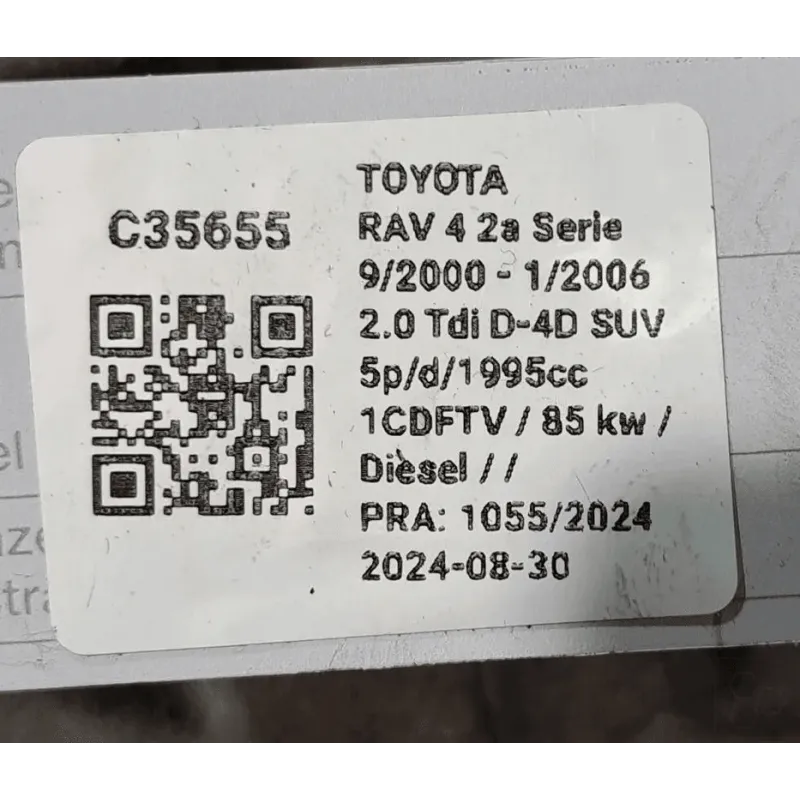 C35655
TOYOTA
RAV 4 2a Serie
9/2000 - 1/2006
2.0 Tdi D-4D SUV
5p/d/1995cc
1CDFTV / 85 kw /
Diesel / /
PRA: 1055/2024
2024-08-30